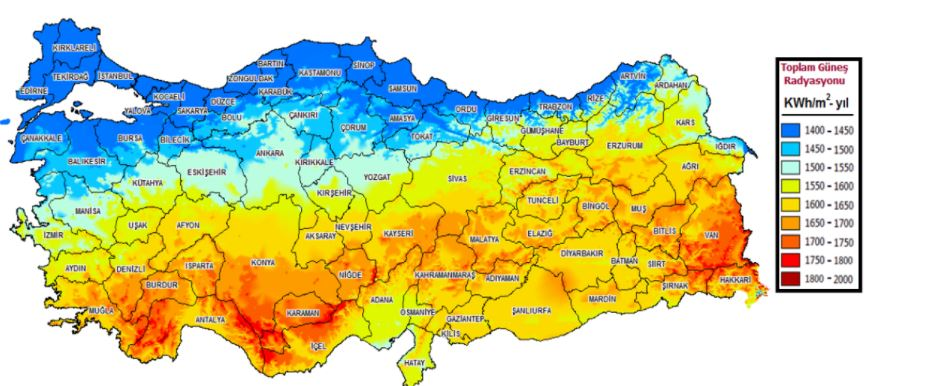 KIRKLARELİ
TEKİRDAĞ
İSTANBUL
EDİRNE
KOCAELİ
YALOVA
SAKARYA
DÜZCE
ZONGULDAK
BARTIN
KARABÜK
KASTAMONU
SİNOP
SAMSUN
BOLU
ÇANKIRI
ÇORUM
AMASYA
TOKAT
ORDU
GİRESUN
TRABZON
RİZE
ARTVİN
ARDAHAN
KARS
IĞDIR
GÜMÜŞHANE
BAYBURT
ERZURUM
AĞRI
ÇANAKKALE
BURSA
BİLECİK
BALIKESİR
KÜTAHYA
ESKİŞEHİR
ANKARA
KIRIKKALE
KIRŞEHİR
YOZGAT
SİVAS
ERZİNCAN
TUNCELİ
BİNGÖL
MUŞ
BİTLİS
VAN
MANİSA
İZMİR
UŞAK
AFYON
AKSARAY
NEVŞEHİR
KAYSERİ
MALATYA
ELAZIĞ
DİYARBAKIR
BATMAN
SİİRT
ŞIRNAK
HAKKARİ
AYDIN
DENİZLİ
ISPARTA
BURDUR
KONYA
NİĞDE
KAHRAMANMARAŞ
ADIYAMAN
MARDİN
ŞANLIURFA
MUĞLA
ANTALYA
KARAMAN
İÇEL
ADANA
OSMANİYE
GAZİANTEP
KİLİS
HATAY
Toplam Güneş
Radyasyonu
KWh/m²- yıl
1400 - 1450
1450 - 1500
1500 - 1550
1550 - 1600
1600 - 1650
1650 - 1700
1700 - 1750
1750 - 1800
1800 - 2000